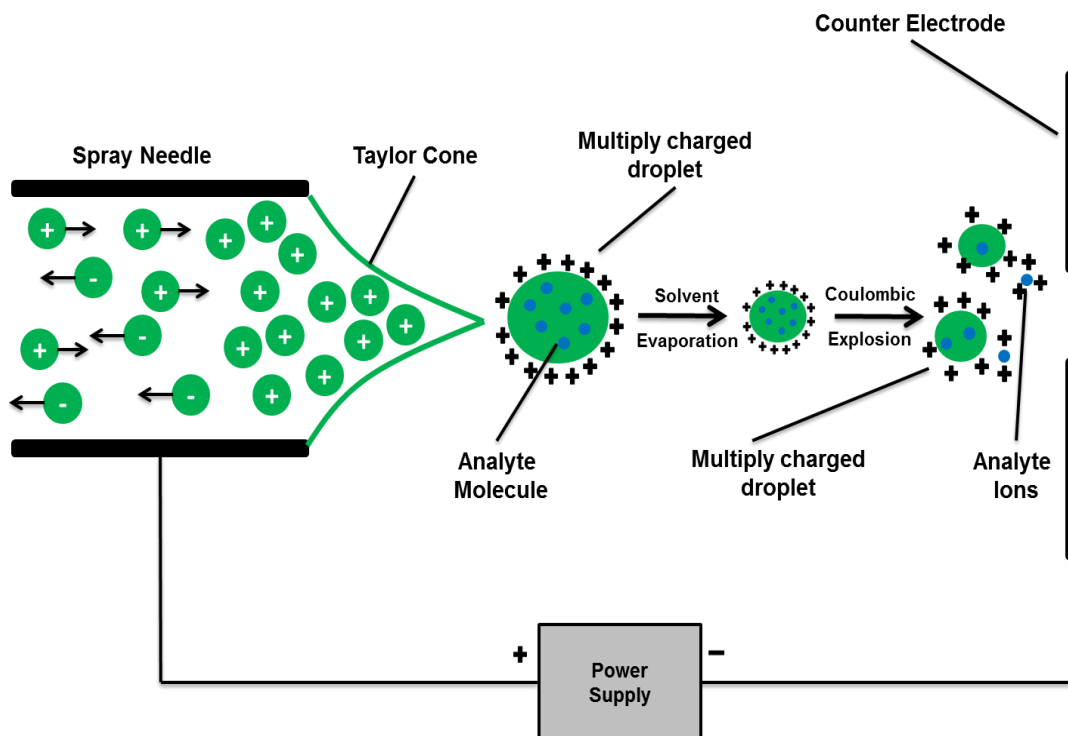 Counter Electrode
Spray Needle
Taylor Cone
Multiply charged
droplet
+ + + + + + + + + + + +
- - - -
Solvent
Evaporation
Coulombic
Explosion
Analyte
Molecule
Multiply charged
droplet
Analyte
Ions
+
Power
Supply
-